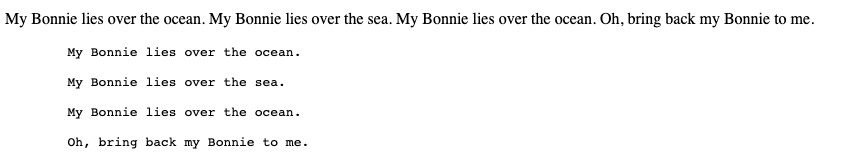 My Bonnie lies over the ocean. My Bonnie lies over the sea. My Bonnie lies over the ocean. Oh, bring back my Bonnie to me.
My Bonnie lies over the ocean.
My Bonnie lies over the sea.
My Bonnie lies over the ocean.
Oh, bring back my Bonnie to me.